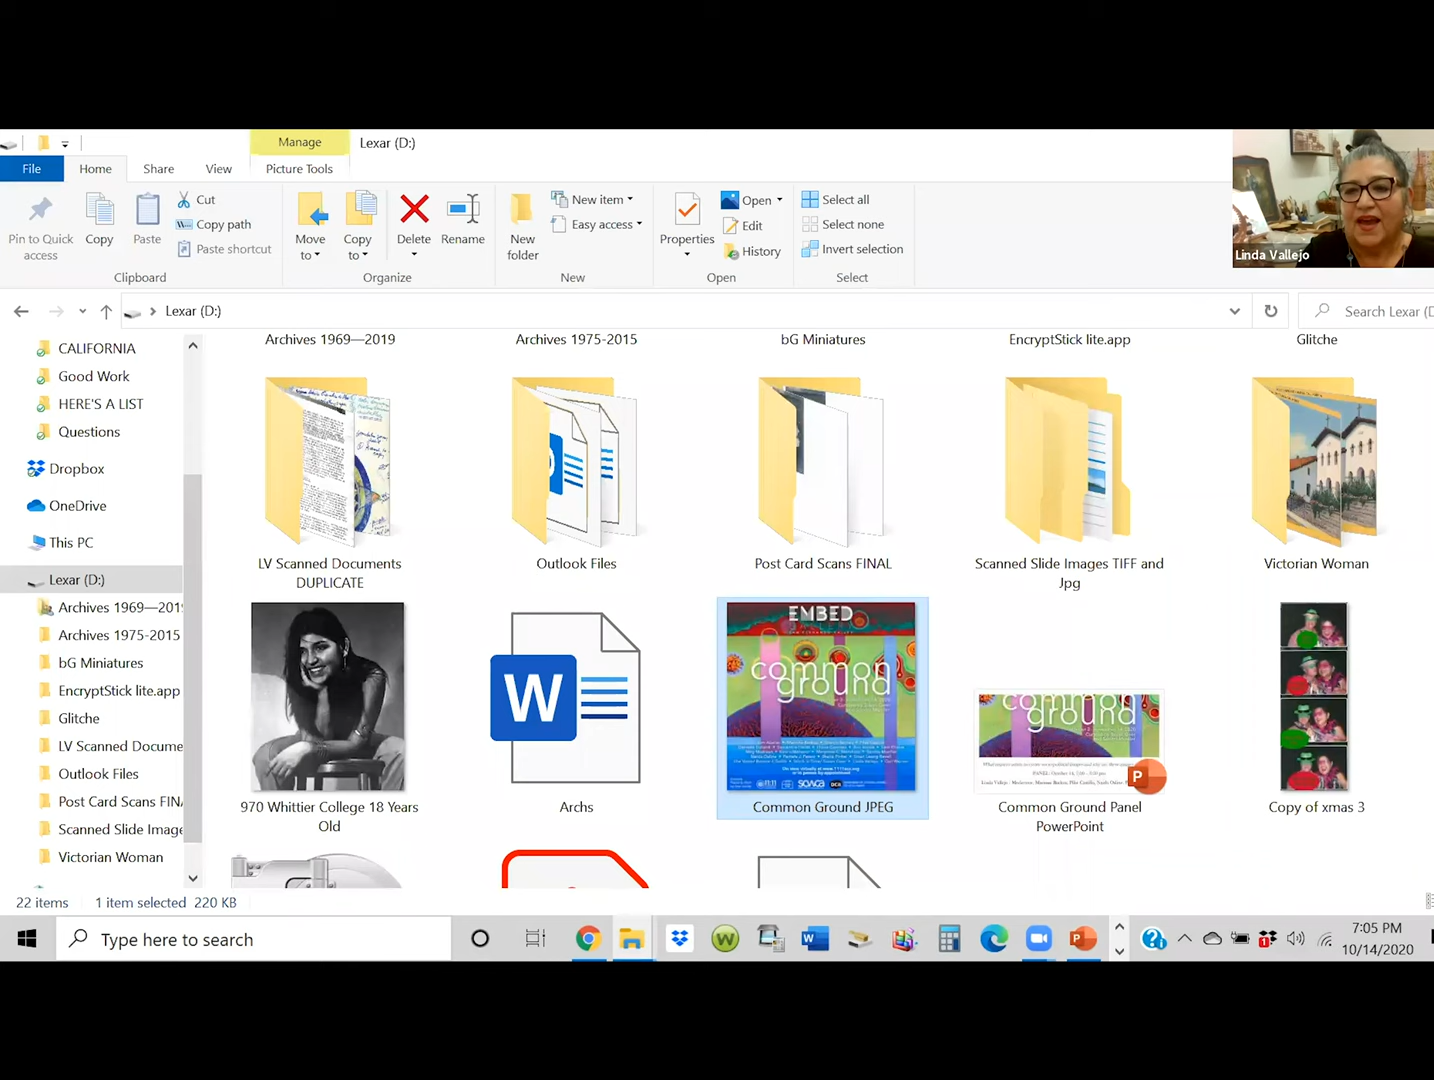 Manage
Lexar (D:)
File
Home
Share
View
Picture Tools
Pin to Quick access
Copy
Paste
Cut
Copy path
Paste shortcut
Clipboard
Move to
Copy to
Delete
Rename
Organize
New folder
New item
Easy access
New
Properties
Open
Edit
History
Open
Select all
Select none
Invert selection
Select
Linda Vallejo
Lexar (D:)
Search Lexar (D
CALIFORNIA
Good Work
HERE'S A LIST
Questions
Dropbox
OneDrive
This PC
Lexar (D:)
Archives 1969—201
Archives 1975-2015
bG Miniatures
EncryptStick lite.app
Glitche
LV Scanned Docume
Outlook Files
Post Card Scans FIN
Scanned Slide Image
Victorian Woman
Archives 1969—2019
Archives 1975-2015
bG Miniatures
EncryptStick lite.app
Glitche
LV Scanned Documents
DUPLICATE
Outlook Files
Post Card Scans FINAL
Scanned Slide Images TIFF and
Jpg
Victorian Woman
W
EMBED
common
ground
common
ground
PANEL: October 14, 7:00
P
970 Whittier College 18 Years
Old
Archs
Common Ground JPEG
Common Ground Panel
PowerPoint
Copy of xmas 3
22 items
1 item selected 220 KB
Type here to search
7:05 PM
10/14/2020